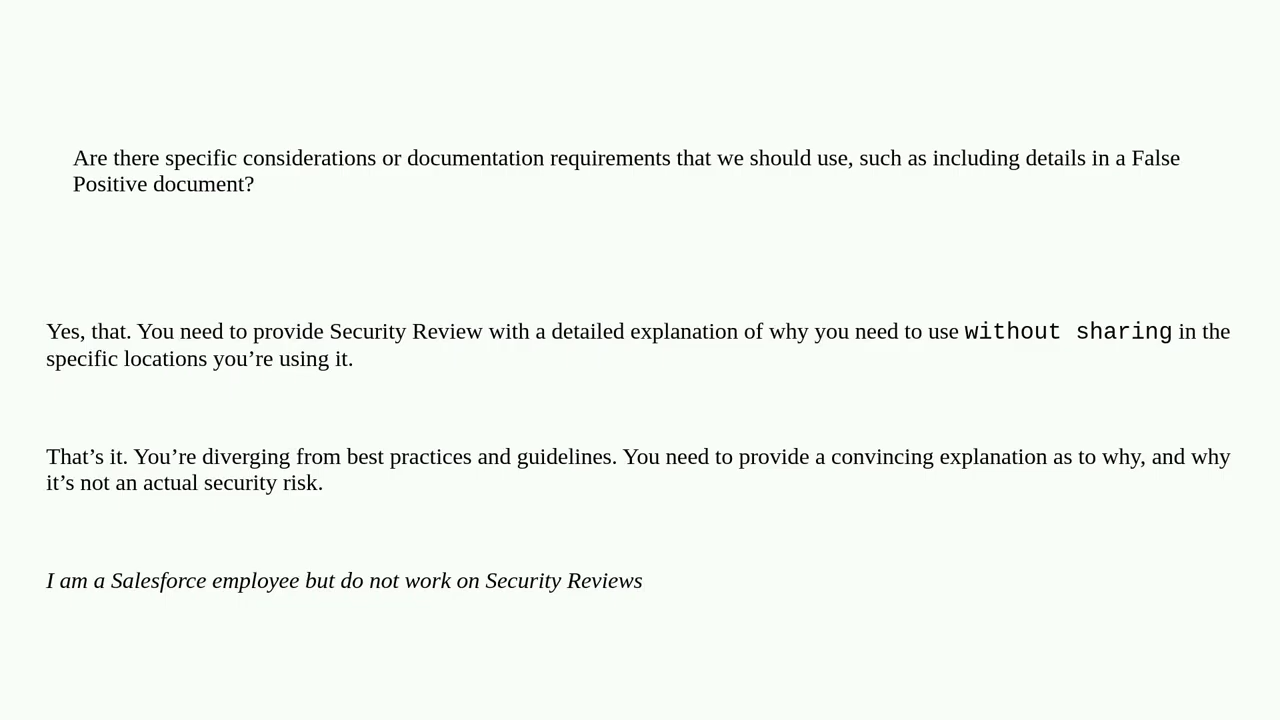 Are there specific considerations or documentation requirements that we should use, such as including details in a False
Positive document?
Yes, that. You need to provide Security Review with a detailed explanation of why you need to use without sharing in the
specific locations you’re using it.
That’s it. You’re diverging from best practices and guidelines. You need to provide a convincing explanation as to why, and why
it’s not an actual security risk.
I am a Salesforce employee but do not work on Security Reviews